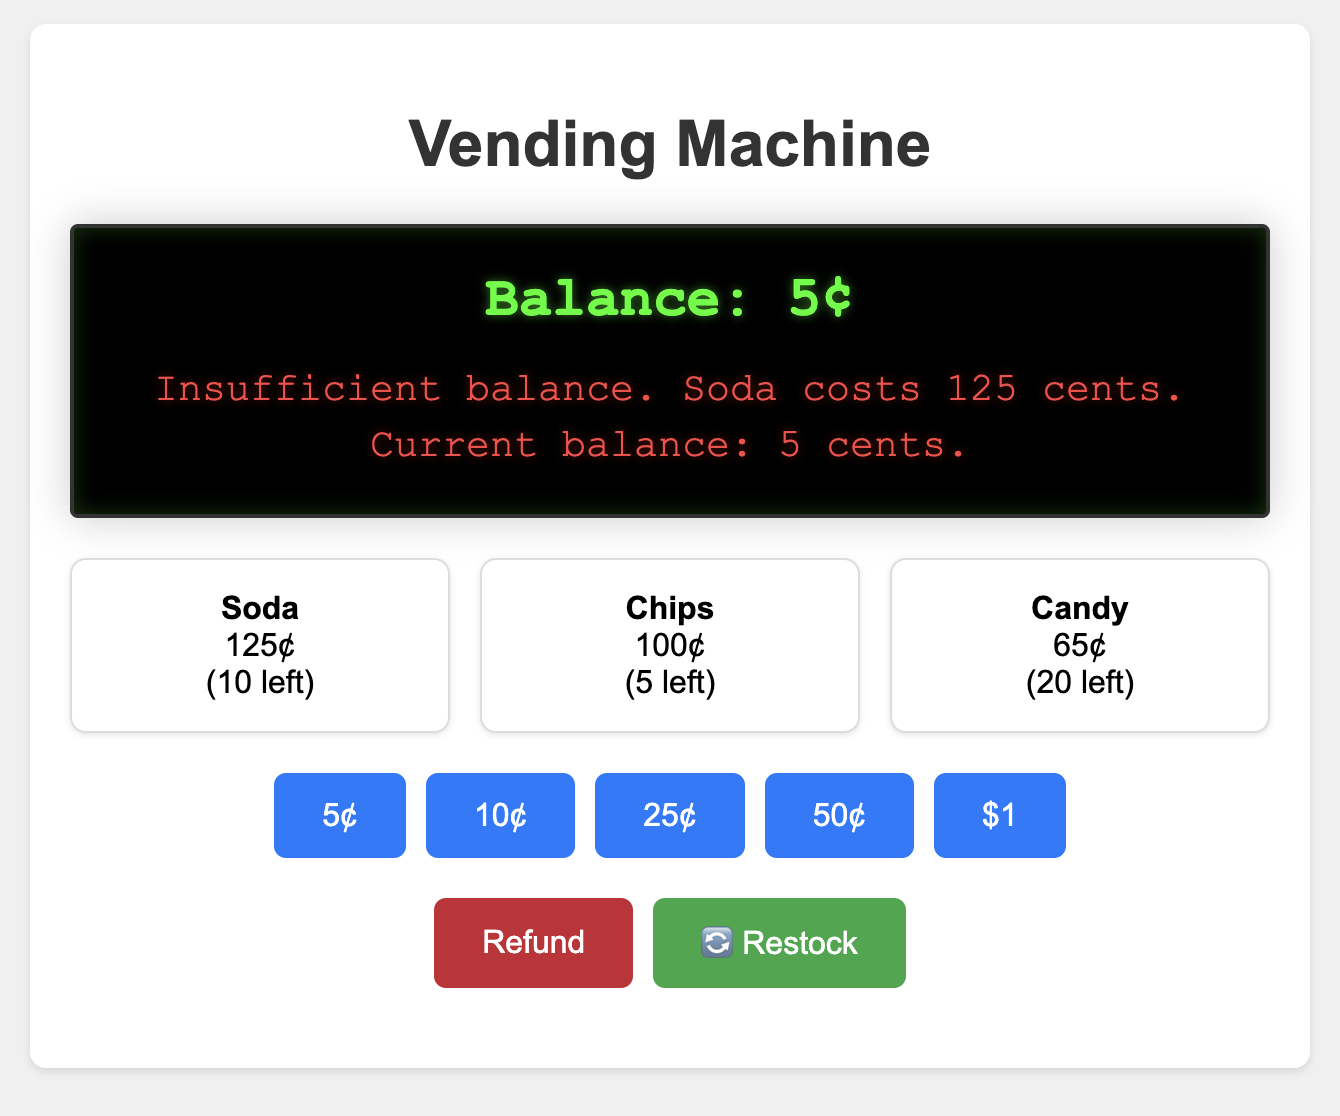 Vending Machine
Balance: 5¢
Insufficient balance. Soda costs 125 cents.
Current balance: 5 cents.
Soda
125¢
(10 left)
Chips
100¢
(5 left)
Candy
65¢
(20 left)
5¢
10¢
25¢
50¢
$1
Refund
🔄 Restock